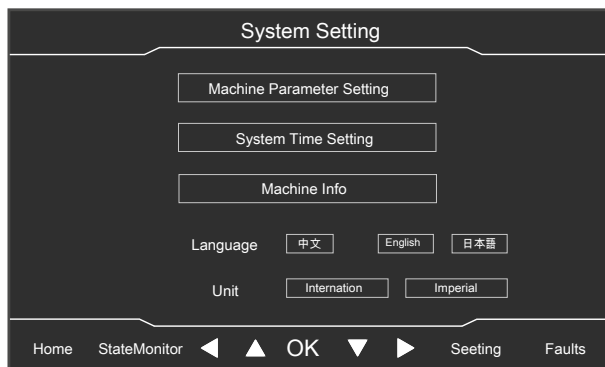 System Setting
Machine Parameter Setting
System Time Setting
Machine Info
Language 中文 English 日本語
Unit Internation Imperial
Home StateMonitor OK Seeting Faults